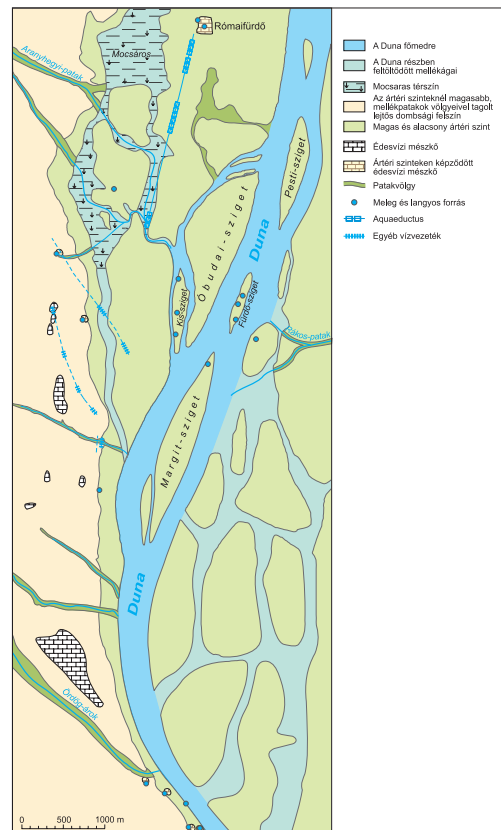 Rómaifürdő
Aranyhegyi-patak
Mocsáros
Pesti-sziget
Óbudai-sziget
Duna
Kis-sziget
Fürdő-sziget
Rákos-patak
Margit-sziget
Duna
Ördög-árok
0 500 1000 m
A Duna főmedre
A Duna részben
feltöltődött mellékágai
Mocsaras térszín
Az ártéri szinteknél magasabb,
mellékpatakok völgyeivel tagolt
lejtős dombsági felszín
Magas és alacsony ártéri szint
Édesvízi mészkő
Ártéri szinteken képződött
édesvízi mészkő
Patakvölgy
Meleg és langyos forrás
Aquaeductus
Egyéb vízvezeték